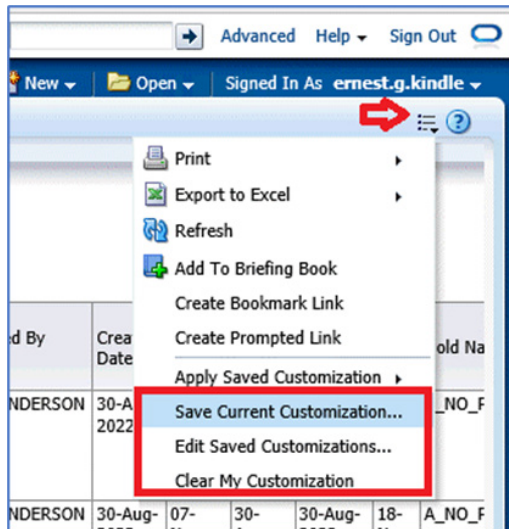 Advanced Help Sign Out
New Open Signed In As ernest.g.kindle
Print
Export to Excel
Refresh
Add To Briefing Book
Create Bookmark Link
Create Prompted Link
Apply Saved Customization
Save Current Customization...
Edit Saved Customizations...
Clear My Customization
d By Crea
Date
old Na
NDERSON 30-A
2022
_NO_F
NDERSON 30-Aug- 07- 30- 30-Aug- 18- A_NO_F